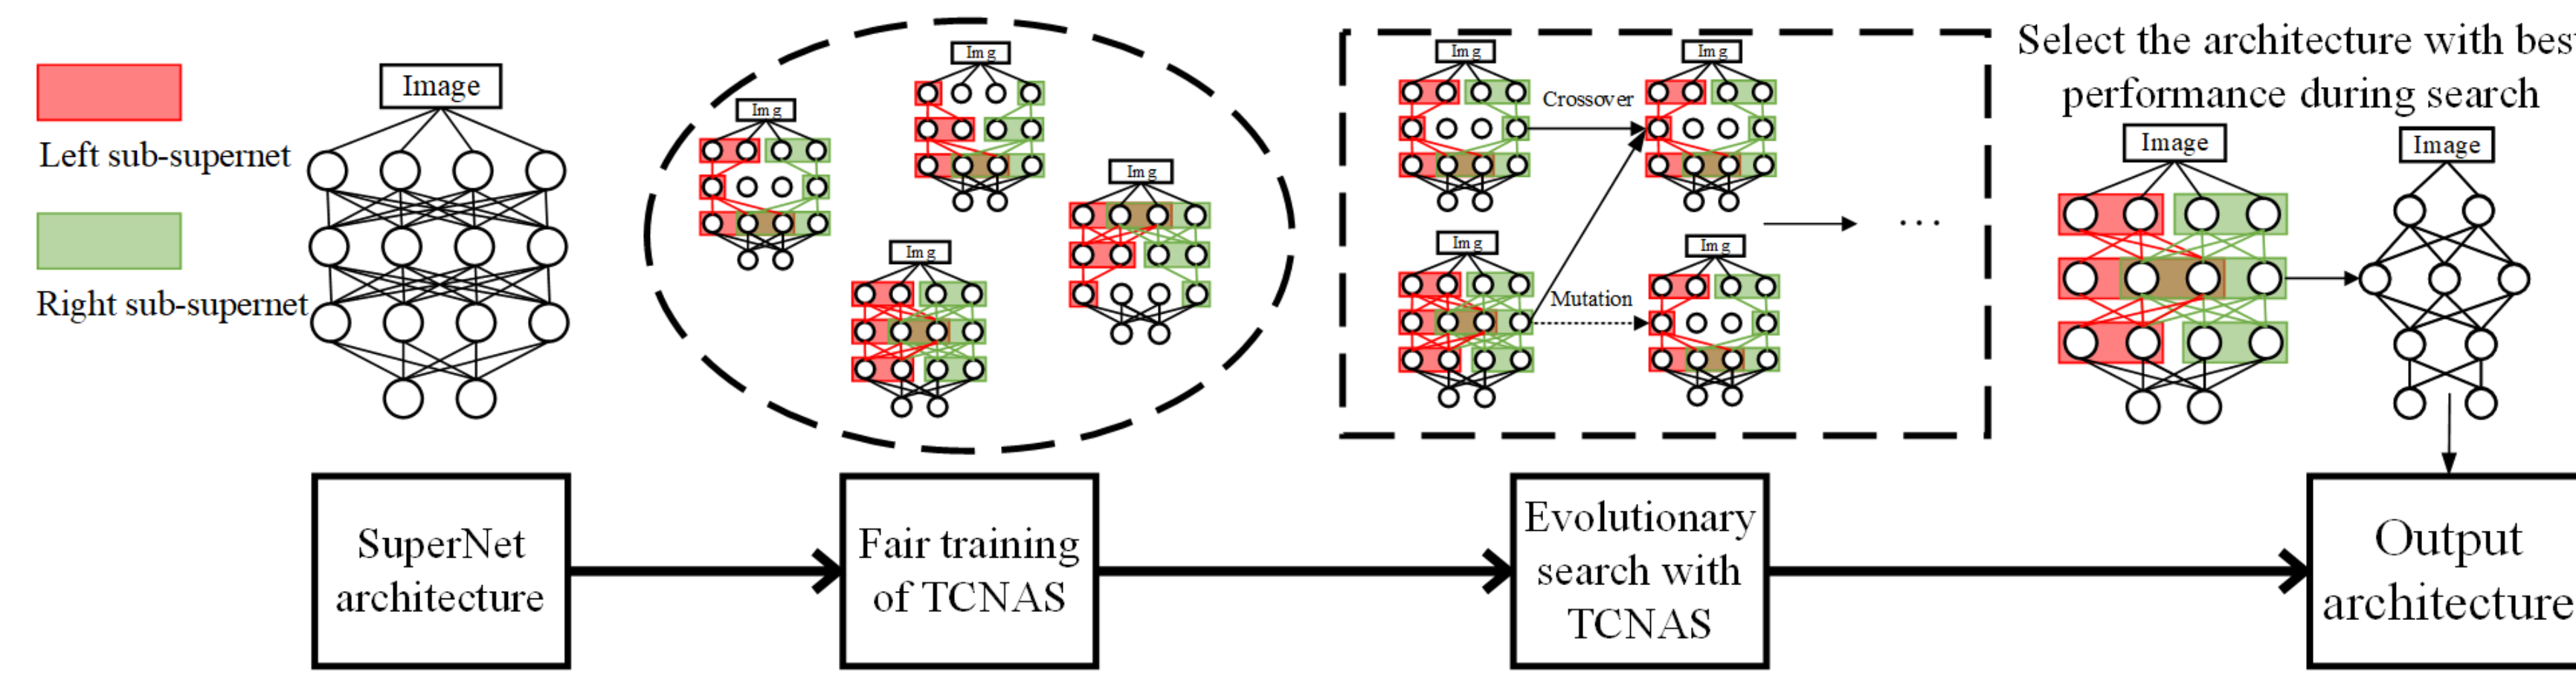 Left sub-supernet
Right sub-supernet
Image
Img
Img
Img
Img
Img
Img
Crossover
Img
Img
Mutation
...
Select the architecture with bes
performance during search
Image
Image
SuperNet
architecture
Fair training
of TCNAS
Evolutionary
search with
TCNAS
Output
architecture